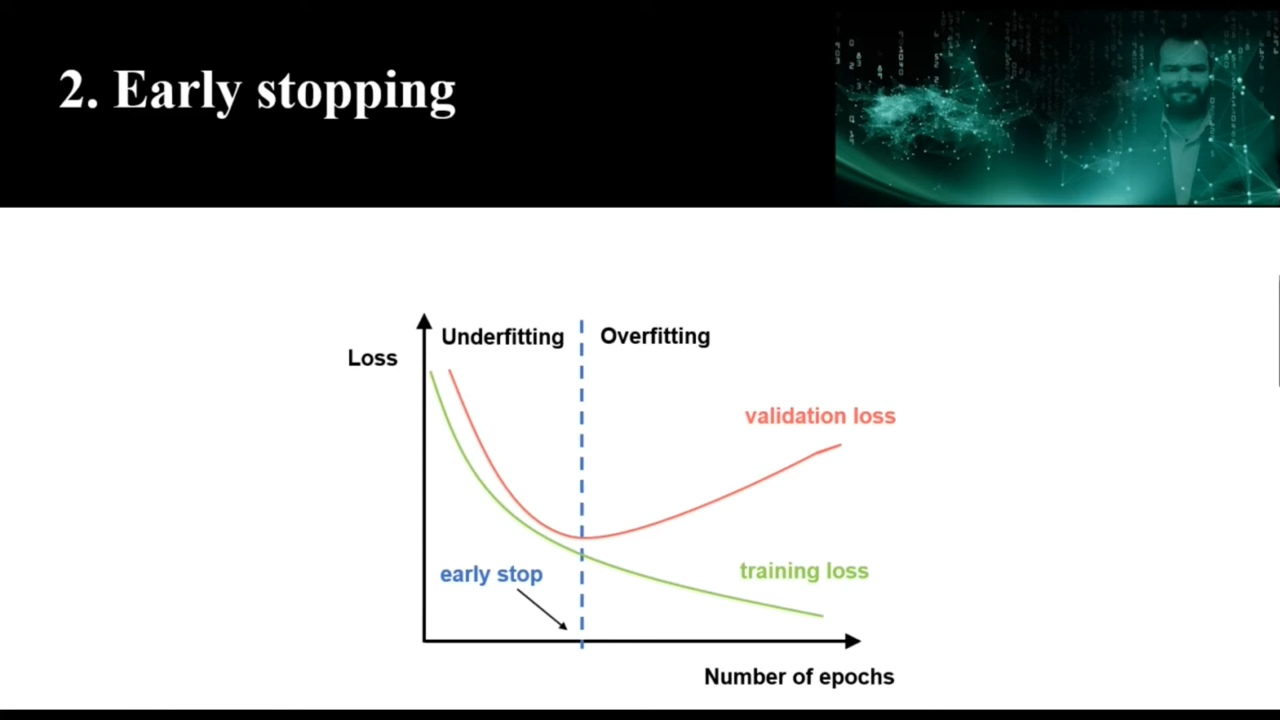 2. Early stopping
Underfitting
Overfitting
Loss
validation loss
early stop
training loss
Number of epochs